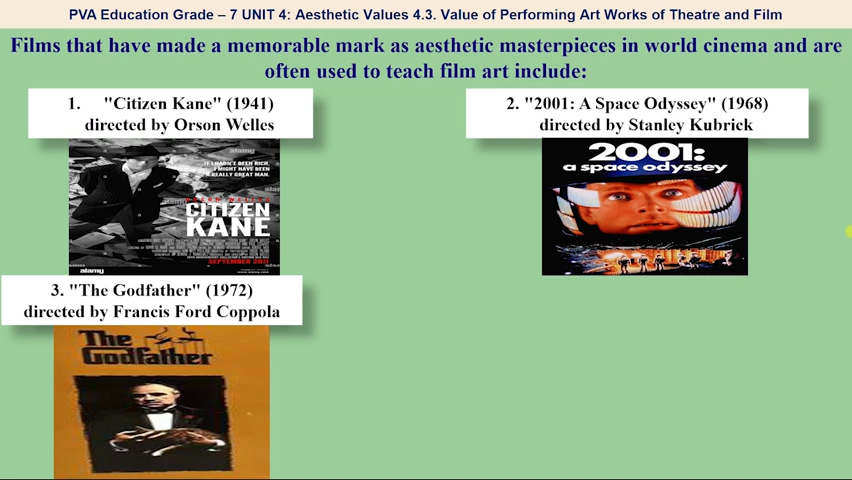 PVA Education Grade – 7 UNIT 4: Aesthetic Values 4.3. Value of Performing Art Works of Theatre and Film
Films that have made a memorable mark as aesthetic masterpieces in world cinema and are
often used to teach film art include:
1. "Citizen Kane" (1941)
directed by Orson Welles
IF I HADN'T BEEN RICH,
I MIGHT HAVE BEEN
A REALLY GREAT MAN.
CITIZEN
KANE
SEPTEMBER 2011
alamy
2. "2001: A Space Odyssey" (1968)
directed by Stanley Kubrick
2001:
a space odyssey
3. "The Godfather" (1972)
directed by Francis Ford Coppola
The
Godfather